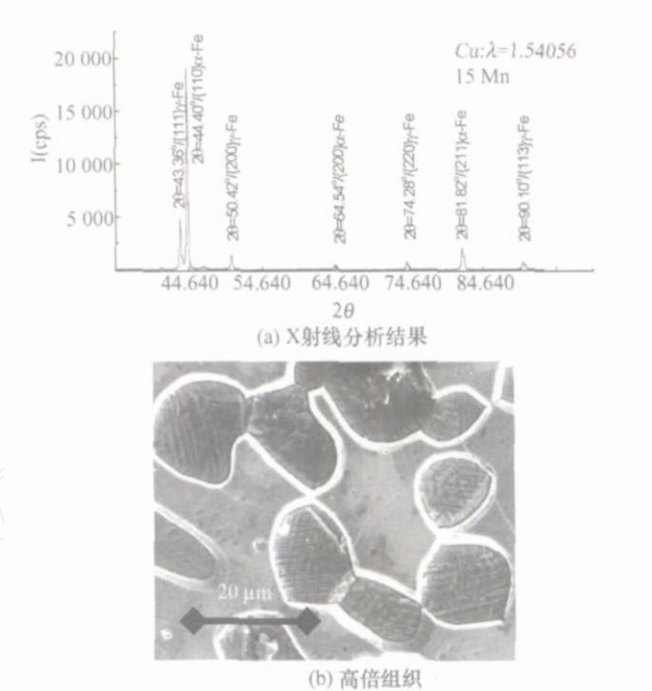 Cu:λ=1.54056
15 Mn
I(cps)
20 000
15 000
10 000
5 000
2θ=43.36°/(111)γ-Fe
2θ=44.40°/(110)α-Fe
2θ=50.42°/(200)γ-Fe
2θ=64.54°/(200)α-Fe
2θ=74.28°/(220)γ-Fe
2θ=81.82°/(211)α-Fe
2θ=90.10°/(113)γ-Fe
44.640 54.640 64.640 74.640 84.640
2θ
(a) X射线分析结果
20 μm
(b) 高倍组织